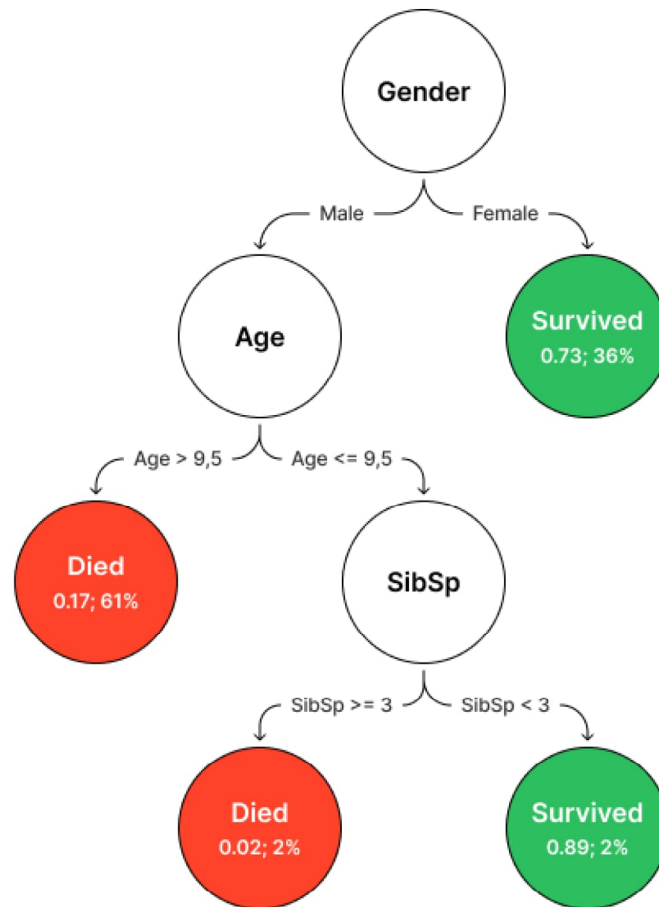 Gender
Male
Female
Age
Survived
0.73; 36%
Age > 9,5
Age <= 9,5
Died
0.17; 61%
SibSp
SibSp >= 3
SibSp < 3
Died
0.02; 2%
Survived
0.89; 2%